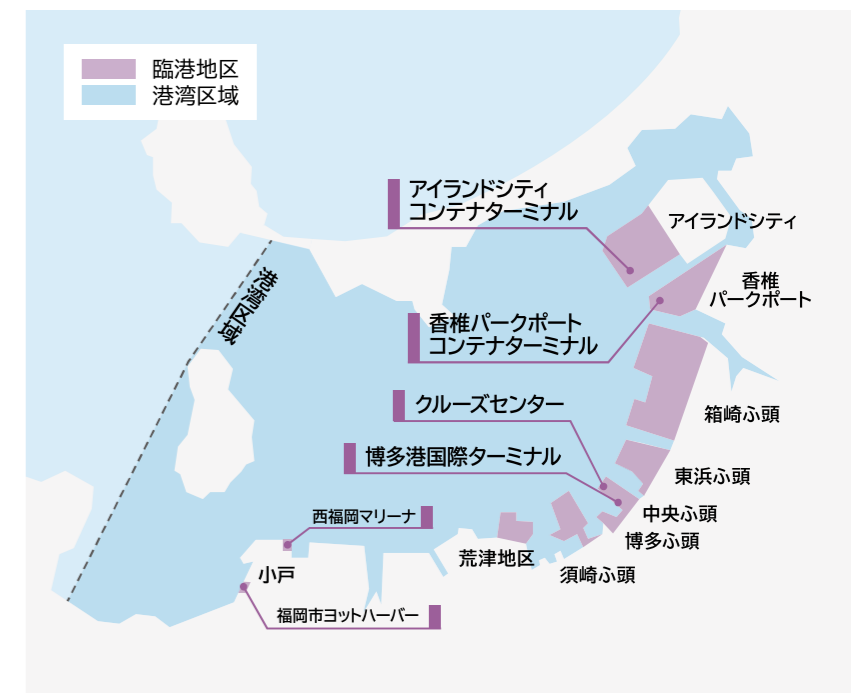 臨港地区
港湾区域
アイランドシティ
コンテナターミナル
アイランドシティ
香椎
パークポート
港湾区域
香椎パークポート
コンテナターミナル
クルーズセンター
箱崎ふ頭
博多港国際ターミナル
東浜ふ頭
中央ふ頭
西福岡マリーナ
博多ふ頭
荒津地区
小戸
須崎ふ頭
福岡市ヨットハーバー